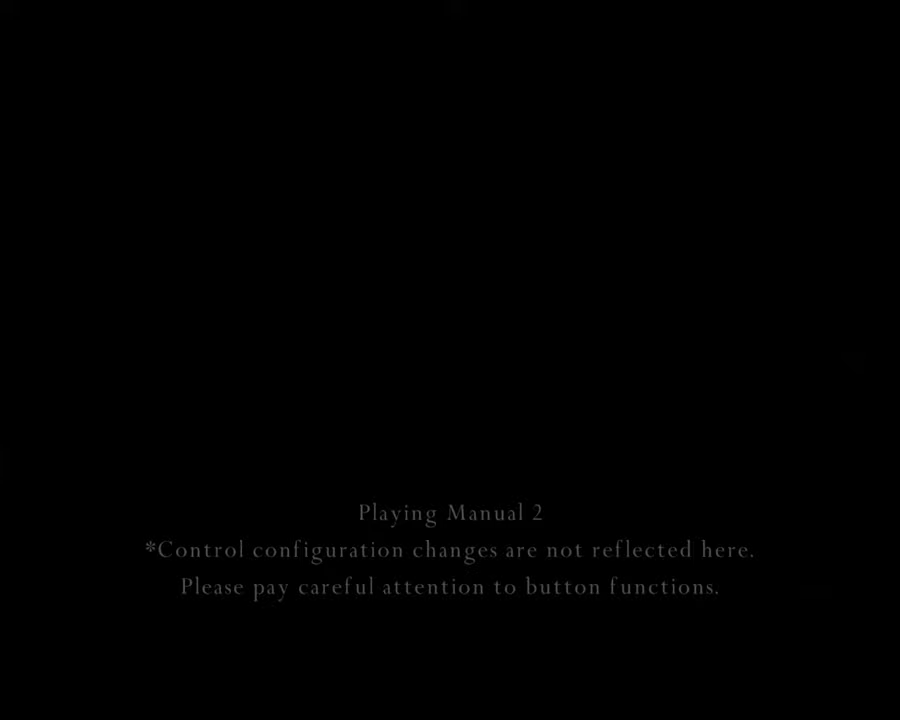 Playing Manual 2
*Control configuration changes are not reflected here.
Please pay careful attention to button functions.